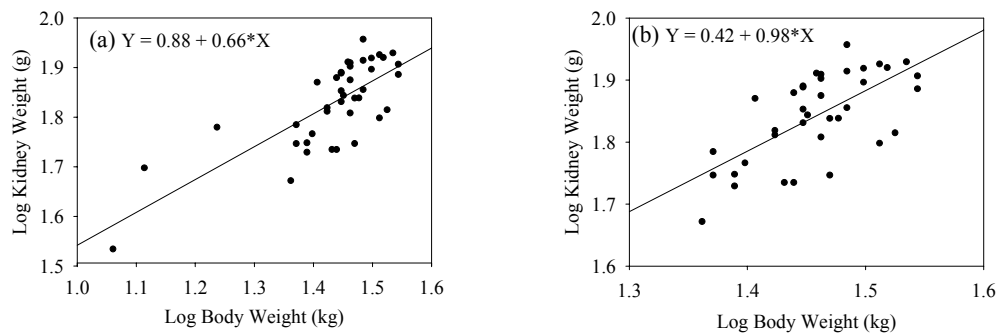 (a) Y = 0.88 + 0.66*X
Log Kidney Weight (g)
2.0
1.9
1.8
1.7
1.6
1.5
1.0 1.1 1.2 1.3 1.4 1.5 1.6
Log Body Weight (kg)
(b) Y = 0.42 + 0.98*X
Log Kidney Weight (g)
2.0
1.9
1.8
1.7
1.6
1.3 1.4 1.5 1.6
Log Body Weight (kg)